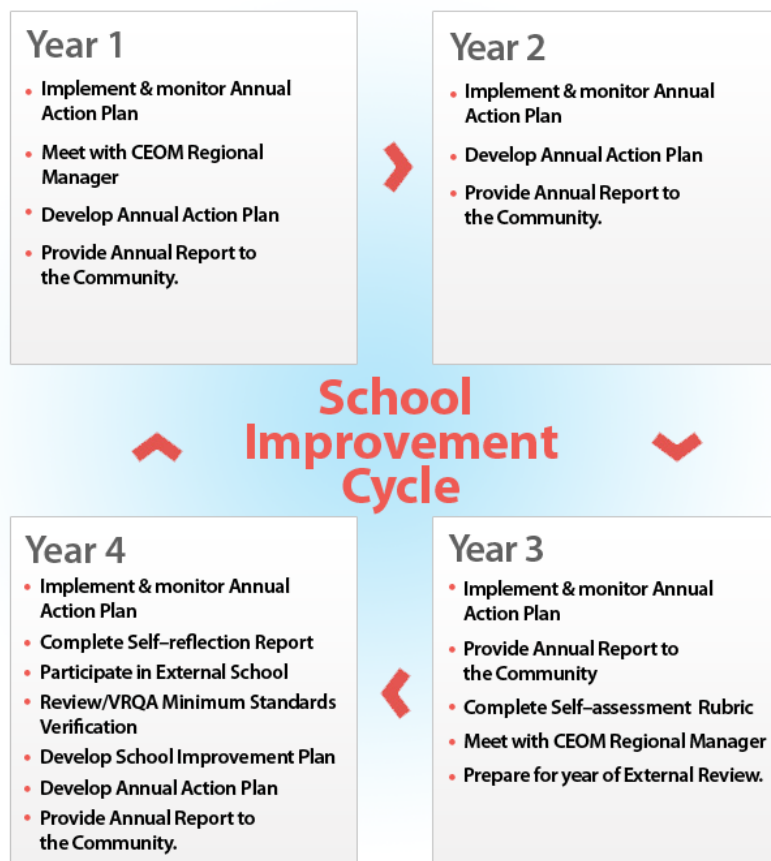 Year 1
• Implement & monitor Annual
Action Plan
• Meet with CEOM Regional
Manager
• Develop Annual Action Plan
• Provide Annual Report to
the Community.
Year 2
• Implement & monitor Annual
Action Plan
• Develop Annual Action Plan
• Provide Annual Report to
the Community.
School
Improvement
Cycle
Year 3
• Implement & monitor Annual
Action Plan
• Provide Annual Report to
the Community
• Complete Self–assessment Rubric
• Meet with CEOM Regional Manager
• Prepare for year of External Review.
Year 4
• Implement & monitor Annual
Action Plan
• Complete Self–reflection Report
• Participate in External School
• Review/VRQA Minimum Standards
Verification
• Develop School Improvement Plan
• Develop Annual Action Plan
• Provide Annual Report to
the Community.